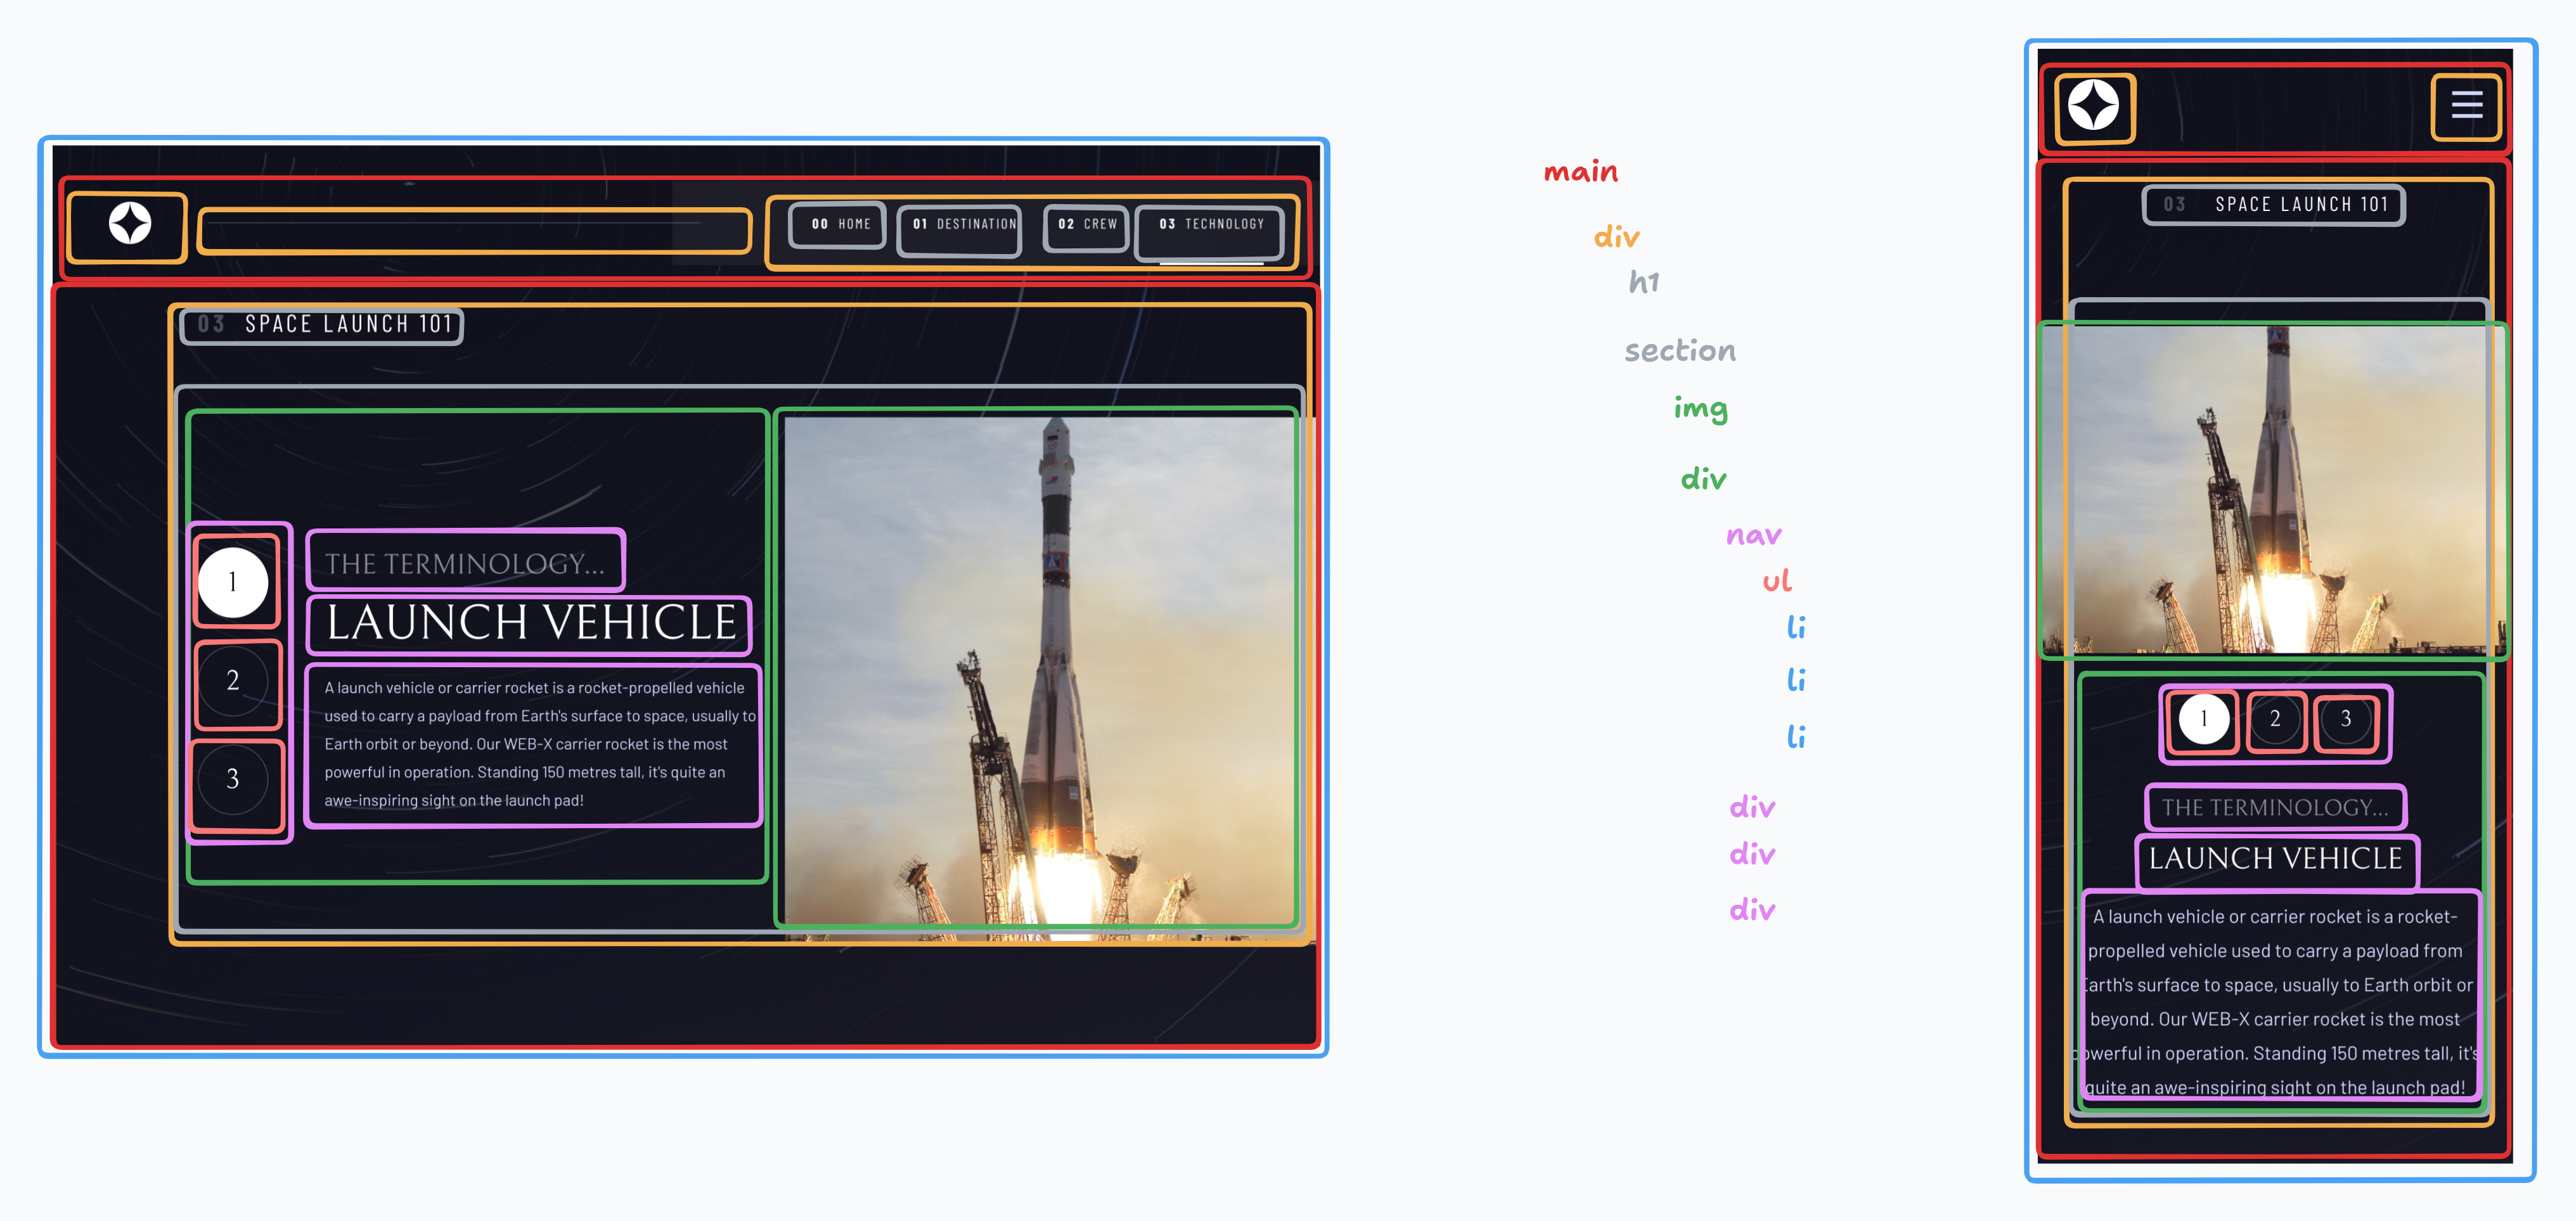 00 HOME
01 DESTINATION
02 CREW
03 TECHNOLOGY
03 SPACE LAUNCH 101
1
2
3
THE TERMINOLOGY...
LAUNCH VEHICLE
A launch vehicle or carrier rocket is a rocket-propelled vehicle
used to carry a payload from Earth's surface to space, usually to
Earth orbit or beyond. Our WEB-X carrier rocket is the most
powerful in operation. Standing 150 metres tall, it's quite an
awe-inspiring sight on the launch pad!
main
div
h1
section
img
div
nav
ul
li
li
li
div
div
div
03 SPACE LAUNCH 101
1 2 3
THE TERMINOLOGY...
LAUNCH VEHICLE
A launch vehicle or carrier rocket is a rocket-
propelled vehicle used to carry a payload from
Earth's surface to space, usually to Earth orbit or
beyond. Our WEB-X carrier rocket is the most
powerful in operation. Standing 150 metres tall, it's
quite an awe-inspiring sight on the launch pad!